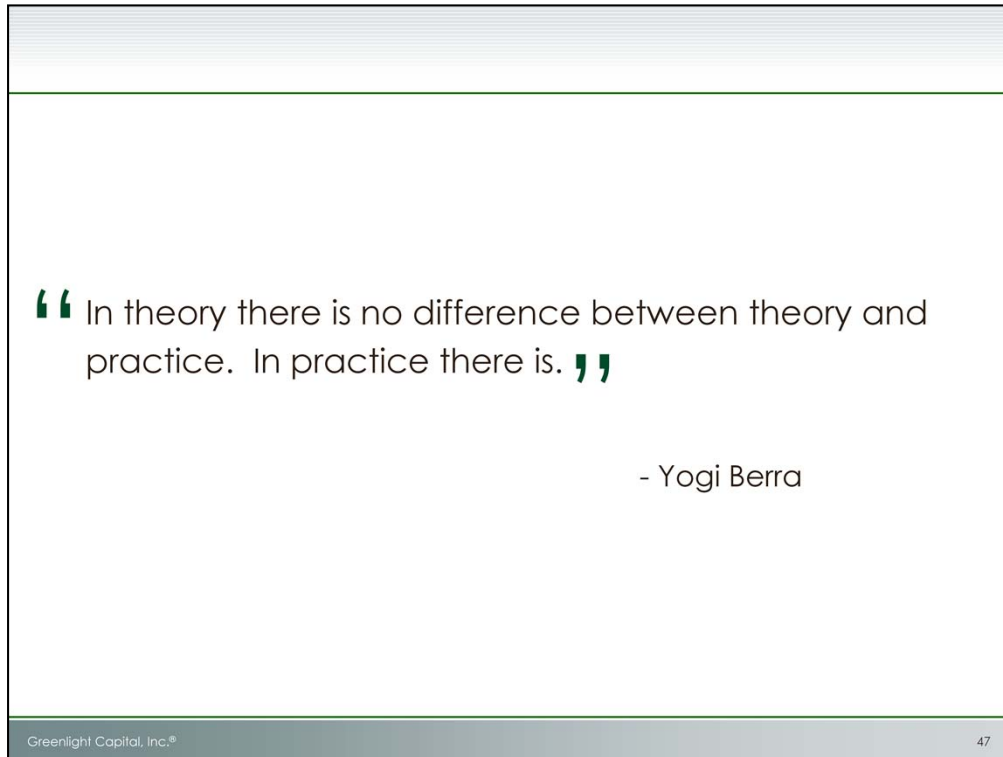 “ In theory there is no difference between theory and
practice.  In practice there is. ”
- Yogi Berra
Greenlight Capital, Inc.® 47